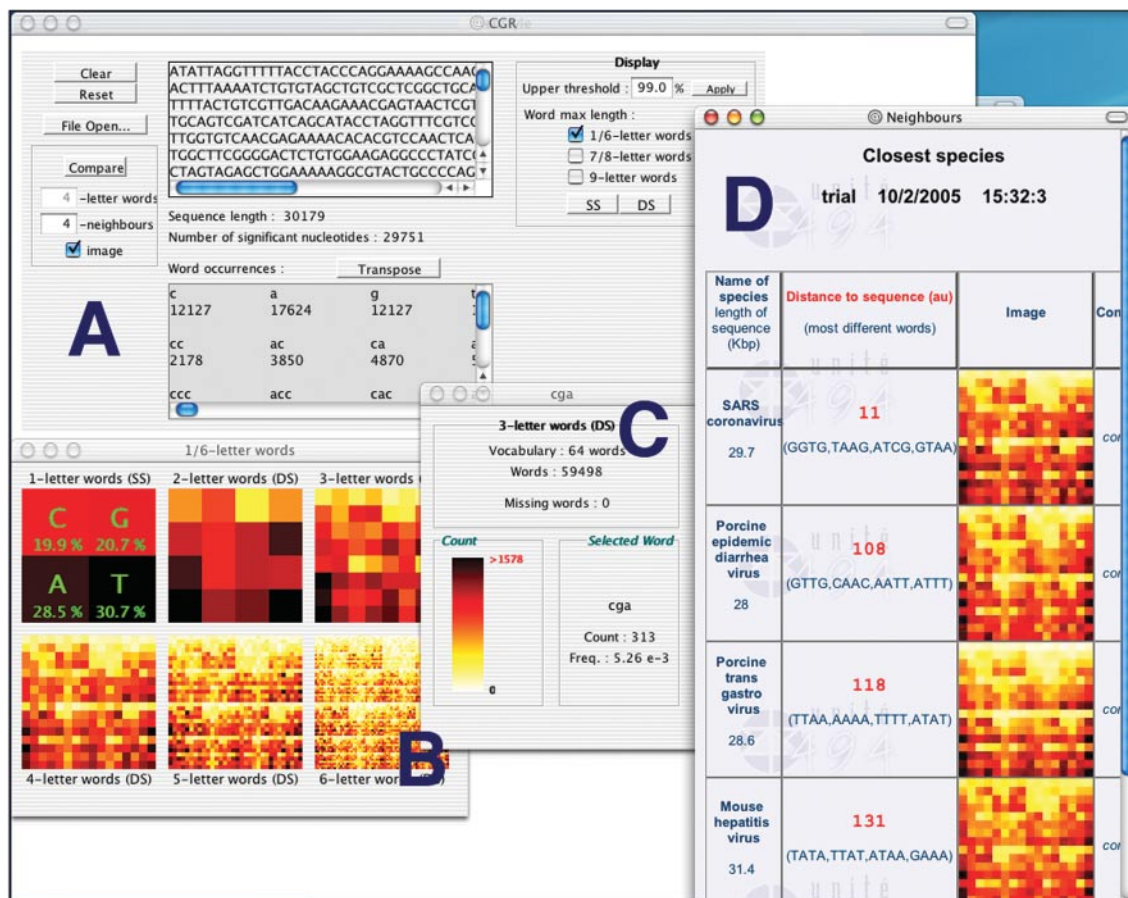 @ CGR
Clear
Reset
File Open...
Compare
4 -letter words
4 -neighbours
image
ATATTAGGTTTTTACCTACCCAGGAAAAGCCAAC
ACTTTAAAATCTGTGTAGCTGTCGCTCGGCTGCA
TTTTACTGTCGTTGACAAGAAACGAGTAACTCGT
TGCAGTCGATCATCAGCATACCTAGGTTTCGTCC
TTGGTGTCAACGAGAAAACACACGTCCAACTCA
TGGCTTCGGGGACTCTGTGGAAGAGGCCCTATC
CTAGTAGAGCTGGAAAAAGGCGTACTGCCCCAG
Sequence length : 30179
Number of significant nucleotides : 29751
Word occurrences :
Transpose
c a g t
12127 17624 12127
cc ac ca
2178 3850 4870
ccc acc cac
A
Display
Upper threshold : 99.0 % Apply
Word max length :
1/6-letter words
7/8-letter words
9-letter words
SS DS
1/6-letter words
1-letter words (SS) 2-letter words (DS) 3-letter words
C G
19.9 % 20.7 %
A T
28.5 % 30.7 %
4-letter words (DS) 5-letter words (DS) 6-letter
B
cga
C
3-letter words (DS)
Vocabulary : 64 words
Words : 59498
Missing words : 0
Count
>1578
0
Selected Word
cga
Count : 313
Freq. : 5.26 e-3
@ Neighbours
Closest species
D
trial 10/2/2005 15:32:3
unité
494
Name of
species
length of
sequence
(Kbp)
Distance to sequence (au)
(most different words)
Image
Con
SARS
coronavirus
29.7
11
(GGTG,TAAG,ATCG,GTAA)
Porcine
epidemic
diarrhea
virus
28
108
(GTTG,CAAC,AATT,ATTT)
Porcine
trans
gastro
virus
28.6
118
(TTAA,AAAA,TTTT,ATAT)
Mouse
hepatitis
virus
31.4
131
(TATA,TTAT,ATAA,GAAA)